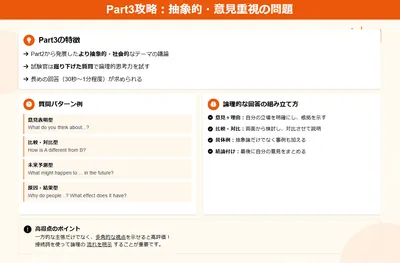 Part3攻略：抽象的・意見重視の問題
Part3の特徴
→ Part2から発展したより抽象的・社会的なテーマの議論
→ 試験官は掘り下げた質問で論理的思考力を試す
→ 長めの回答（30秒〜1分程度）が求められる
質問パターン例
意見表明型
What do you think about...?
比較・対比型
How is A different from B?
未来予測型
What might happen to ... in the future?
原因・結果型
Why do people...? What effect does it have?
論理的な回答の組み立て方
意見＋理由：自分の立場を明確にし、根拠を示す
比較・対比：両面から検討し、対比させて説明
具体例：抽象論だけでなく事例も加える
結論付け：最後に自分の意見をまとめる
高得点のポイント
一方的な主張だけでなく、多角的な視点を示せると高評価！
接続詞を使って論理の 流れを明示 することが重要です。